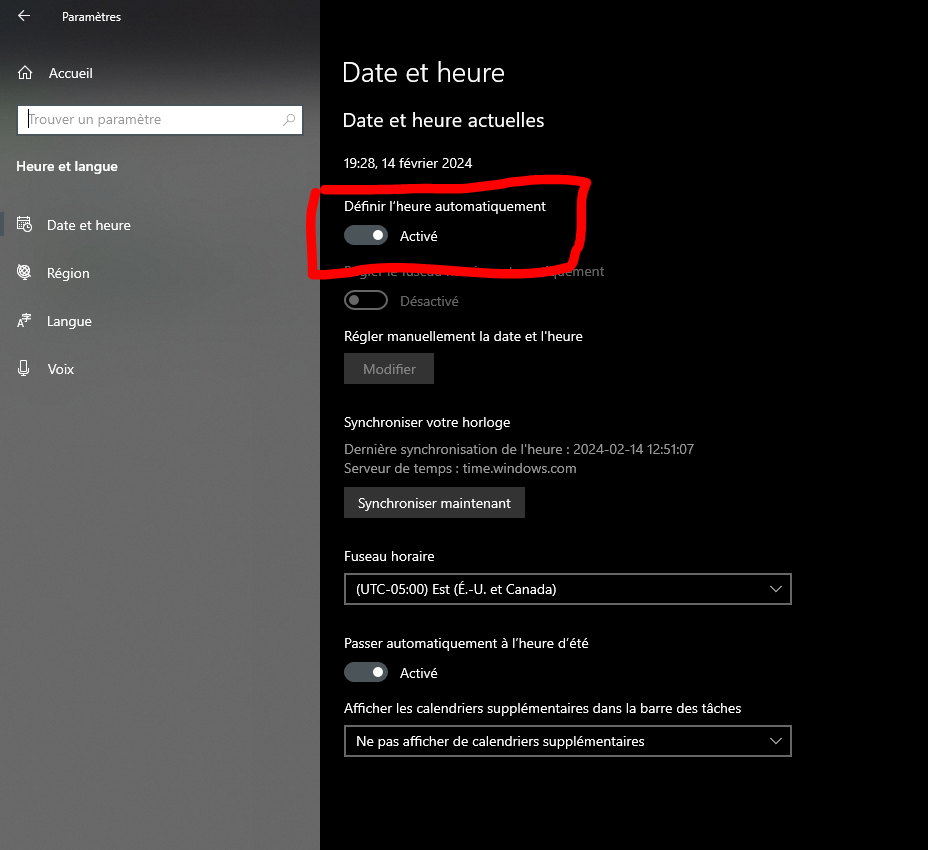 Paramètres
Accueil
Trouver un paramètre
Heure et langue
Date et heure
Région
Langue
Voix
Date et heure
Date et heure actuelles
19:28, 14 février 2024
Définir l'heure automatiquement
Activé
Régler le fuseau horaire automatiquement
Désactivé
Régler manuellement la date et l'heure
Modifier
Synchroniser votre horloge
Dernière synchronisation de l'heure : 2024-02-14 12:51:07
Serveur de temps : time.windows.com
Synchroniser maintenant
Fuseau horaire
(UTC-05:00) Est (É.-U. et Canada)
Passer automatiquement à l'heure d'été
Activé
Afficher les calendriers supplémentaires dans la barre des tâches
Ne pas afficher de calendriers supplémentaires